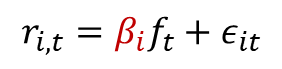 r_{i,t} = β_i f_t + ϵ_{it}